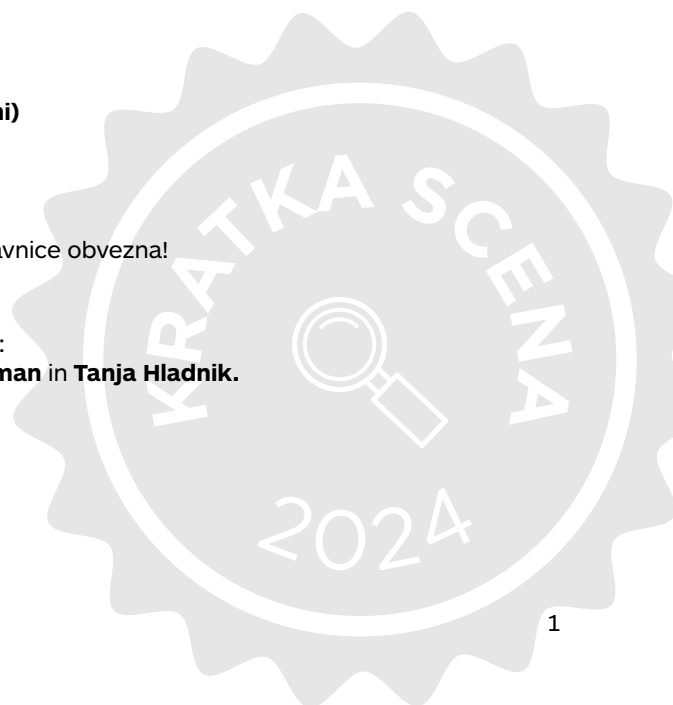 ni)
avnice obvezna!
:
man in Tanja Hladnik.
KRATKA SCENA
2024
1